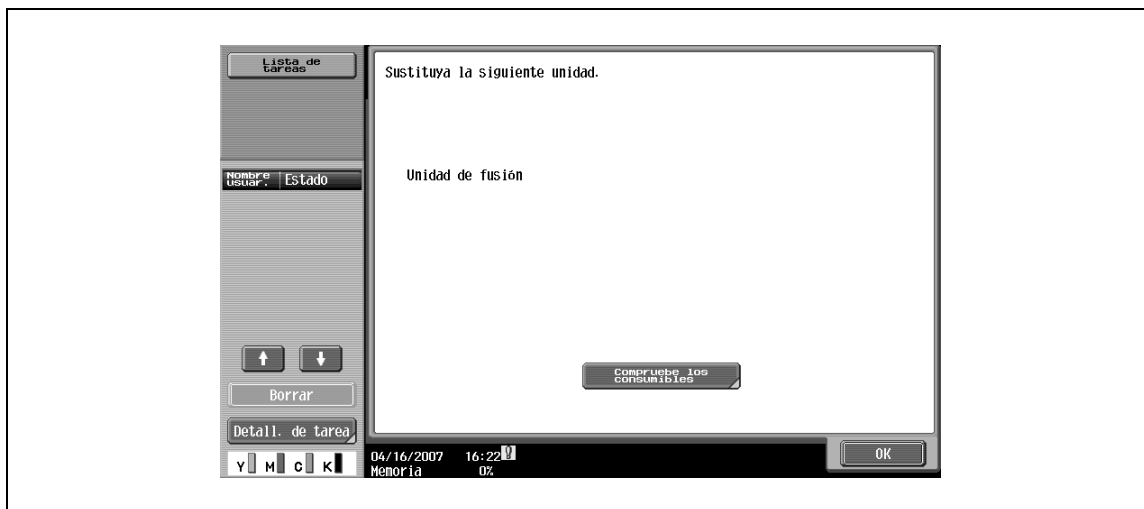 Lista de
tareas
Sustituya la siguiente unidad.
Unidad de fusión
Nombre
usuar.
Estado
Compruebe los
consumibles
Borrar
Detall. de tarea
Y M C K
04/16/2007 16:22
Memoria 0%
OK